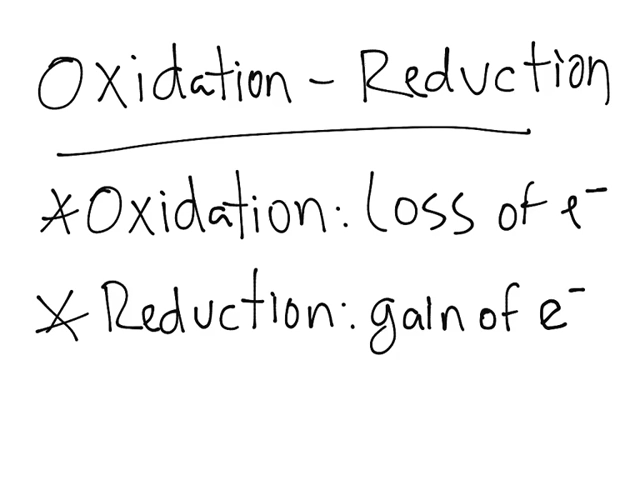 Oxidation - Reduction
* Oxidation: loss of e⁻
* Reduction: gain of e⁻